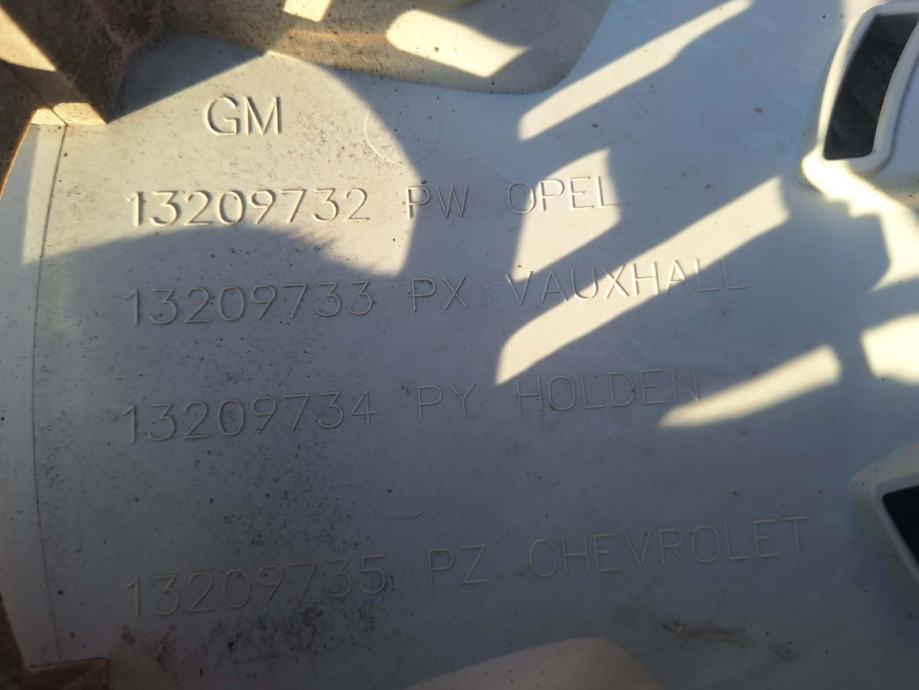 GM
13209732 PW OPEL
13209733 PX VAUXHALL
13209734 PY HOLDEN
13209735 PZ CHEVROLET